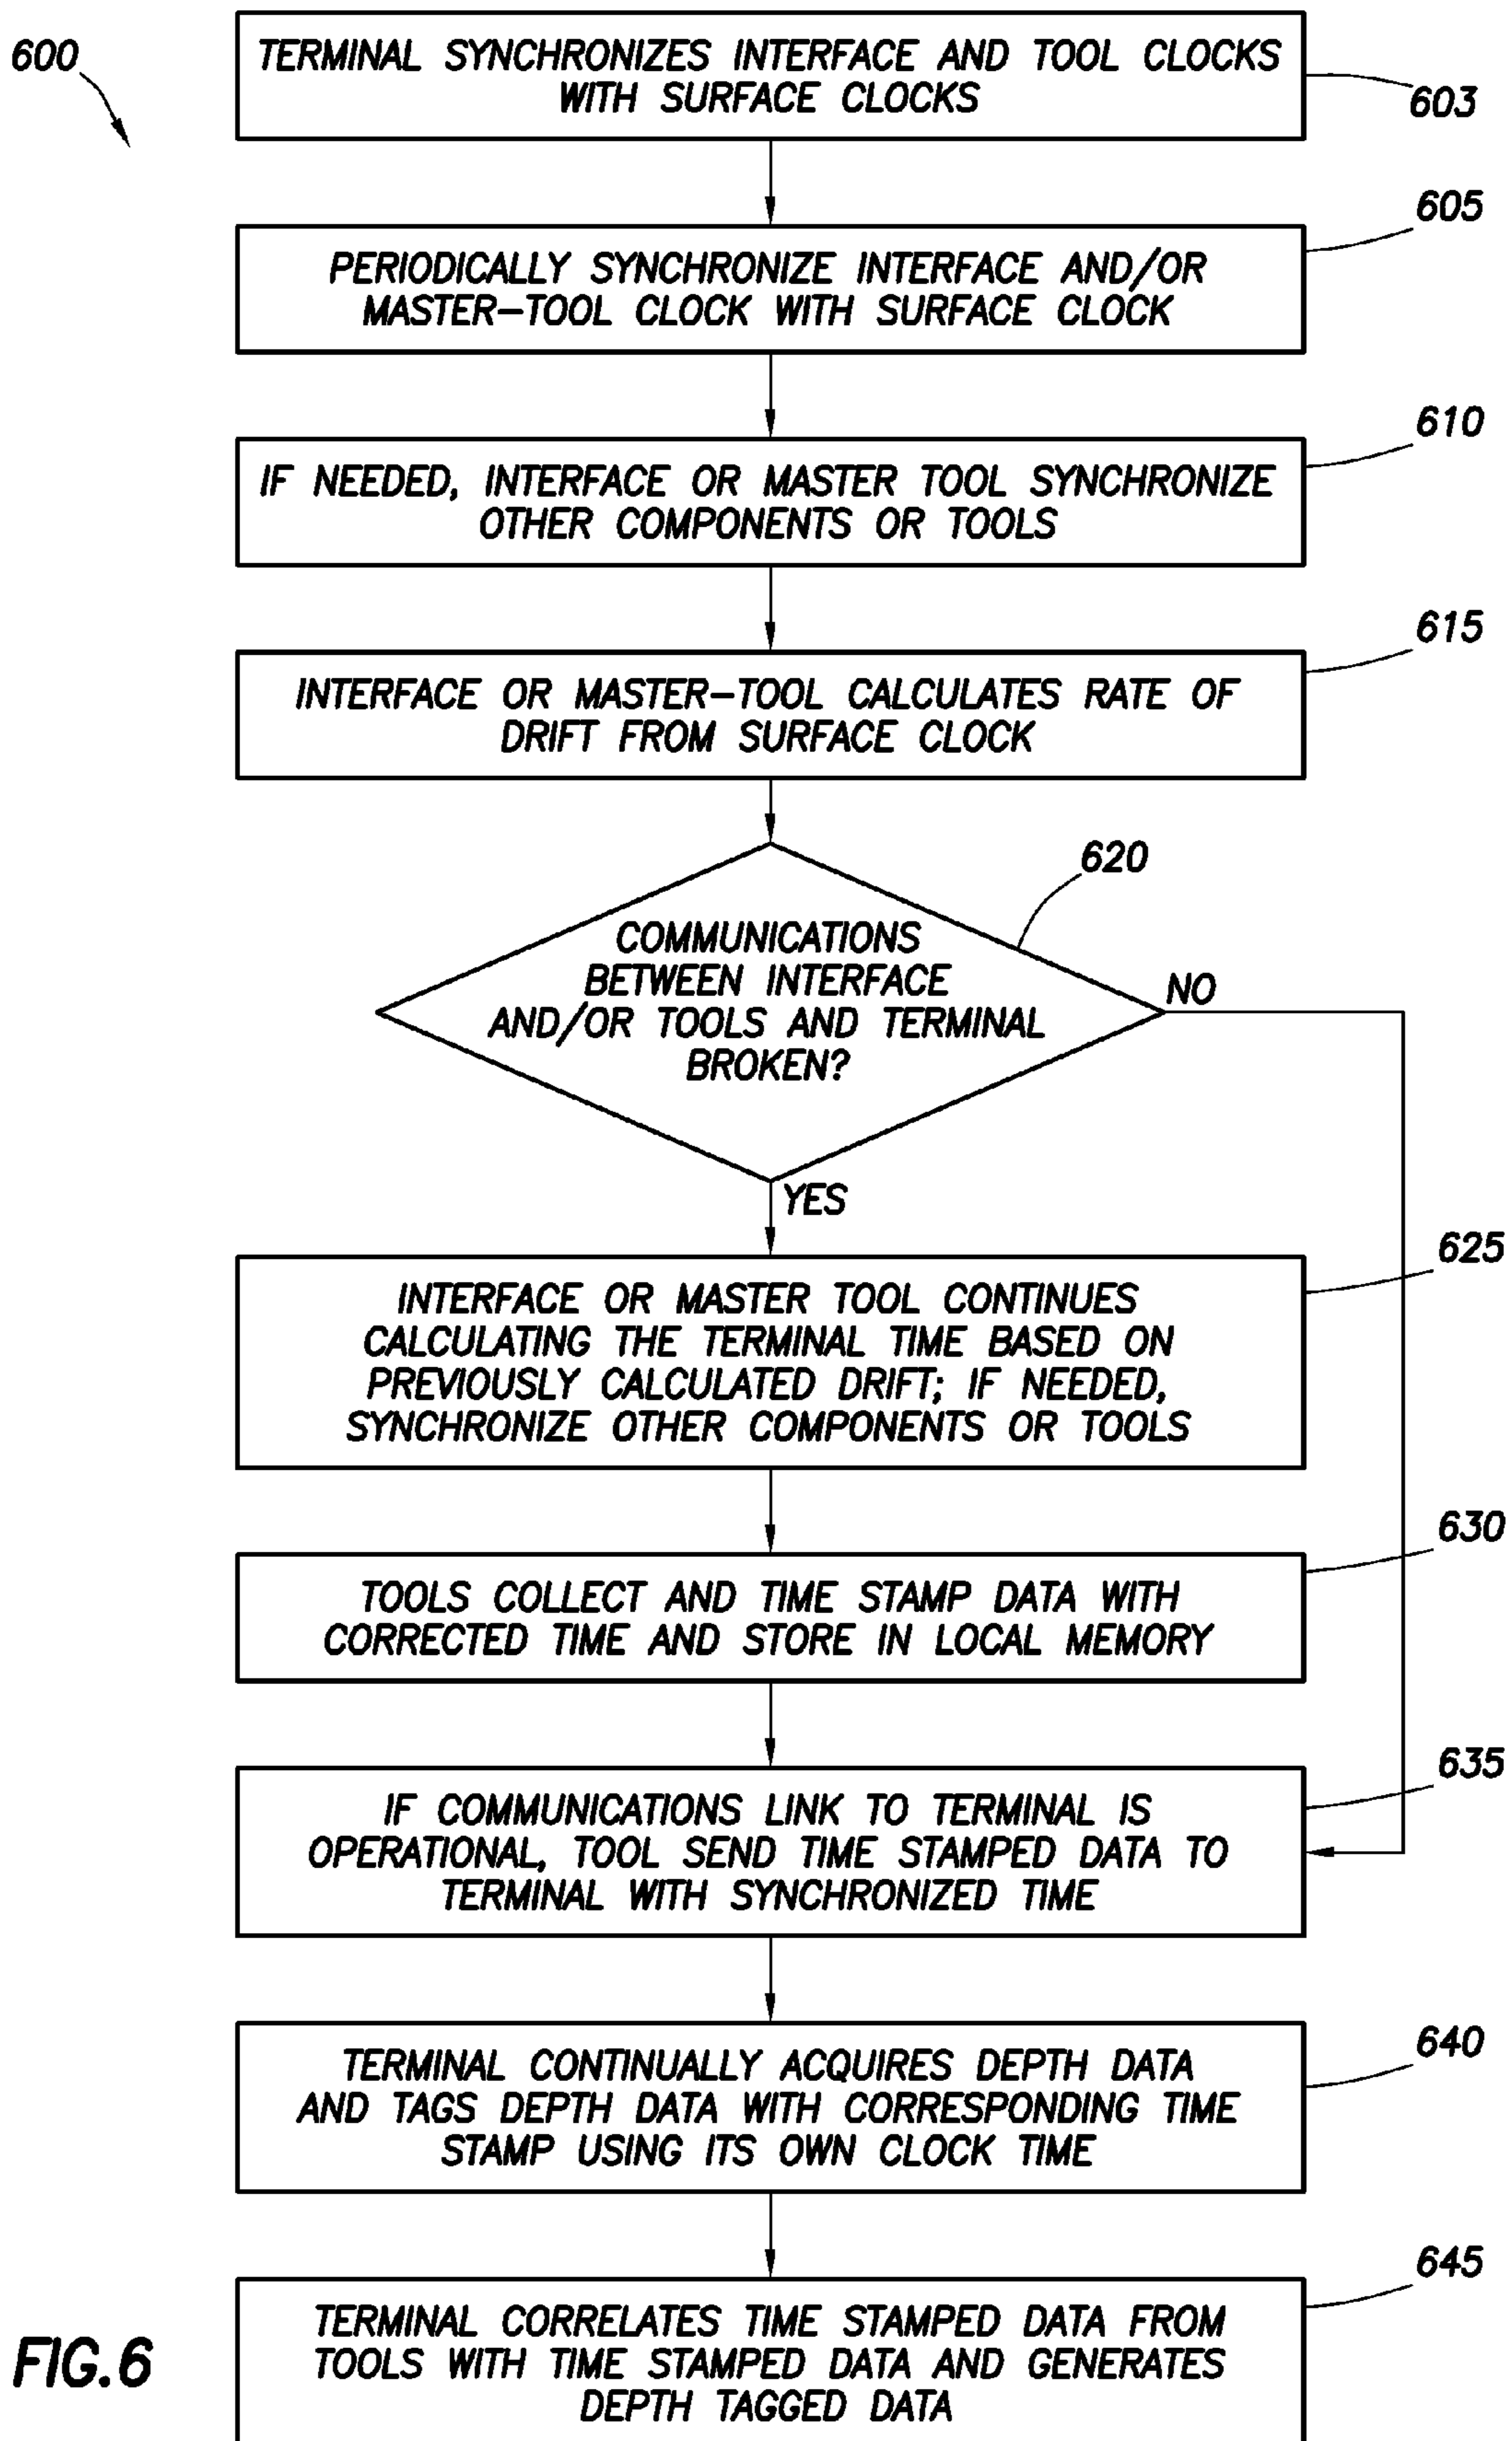 600
TERMINAL SYNCHRONIZES INTERFACE AND TOOL CLOCKS
WITH SURFACE CLOCKS
603
605
PERIODICALLY SYNCHRONIZE INTERFACE AND/OR
MASTER-TOOL CLOCK WITH SURFACE CLOCK
610
IF NEEDED, INTERFACE OR MASTER TOOL SYNCHRONIZE
OTHER COMPONENTS OR TOOLS
615
INTERFACE OR MASTER-TOOL CALCULATES RATE OF
DRIFT FROM SURFACE CLOCK
620
COMMUNICATIONS
BETWEEN INTERFACE
AND/OR TOOLS AND TERMINAL
BROKEN?
NO
YES
625
INTERFACE OR MASTER TOOL CONTINUES
CALCULATING THE TERMINAL TIME BASED ON
PREVIOUSLY CALCULATED DRIFT; IF NEEDED,
SYNCHRONIZE OTHER COMPONENTS OR TOOLS
630
TOOLS COLLECT AND TIME STAMP DATA WITH
CORRECTED TIME AND STORE IN LOCAL MEMORY
635
IF COMMUNICATIONS LINK TO TERMINAL IS
OPERATIONAL, TOOL SEND TIME STAMPED DATA TO
TERMINAL WITH SYNCHRONIZED TIME
640
TERMINAL CONTINUALLY ACQUIRES DEPTH DATA
AND TAGS DEPTH DATA WITH CORRESPONDING TIME
STAMP USING ITS OWN CLOCK TIME
645
TERMINAL CORRELATES TIME STAMPED DATA FROM
TOOLS WITH TIME STAMPED DATA AND GENERATES
DEPTH TAGGED DATA
FIG.6